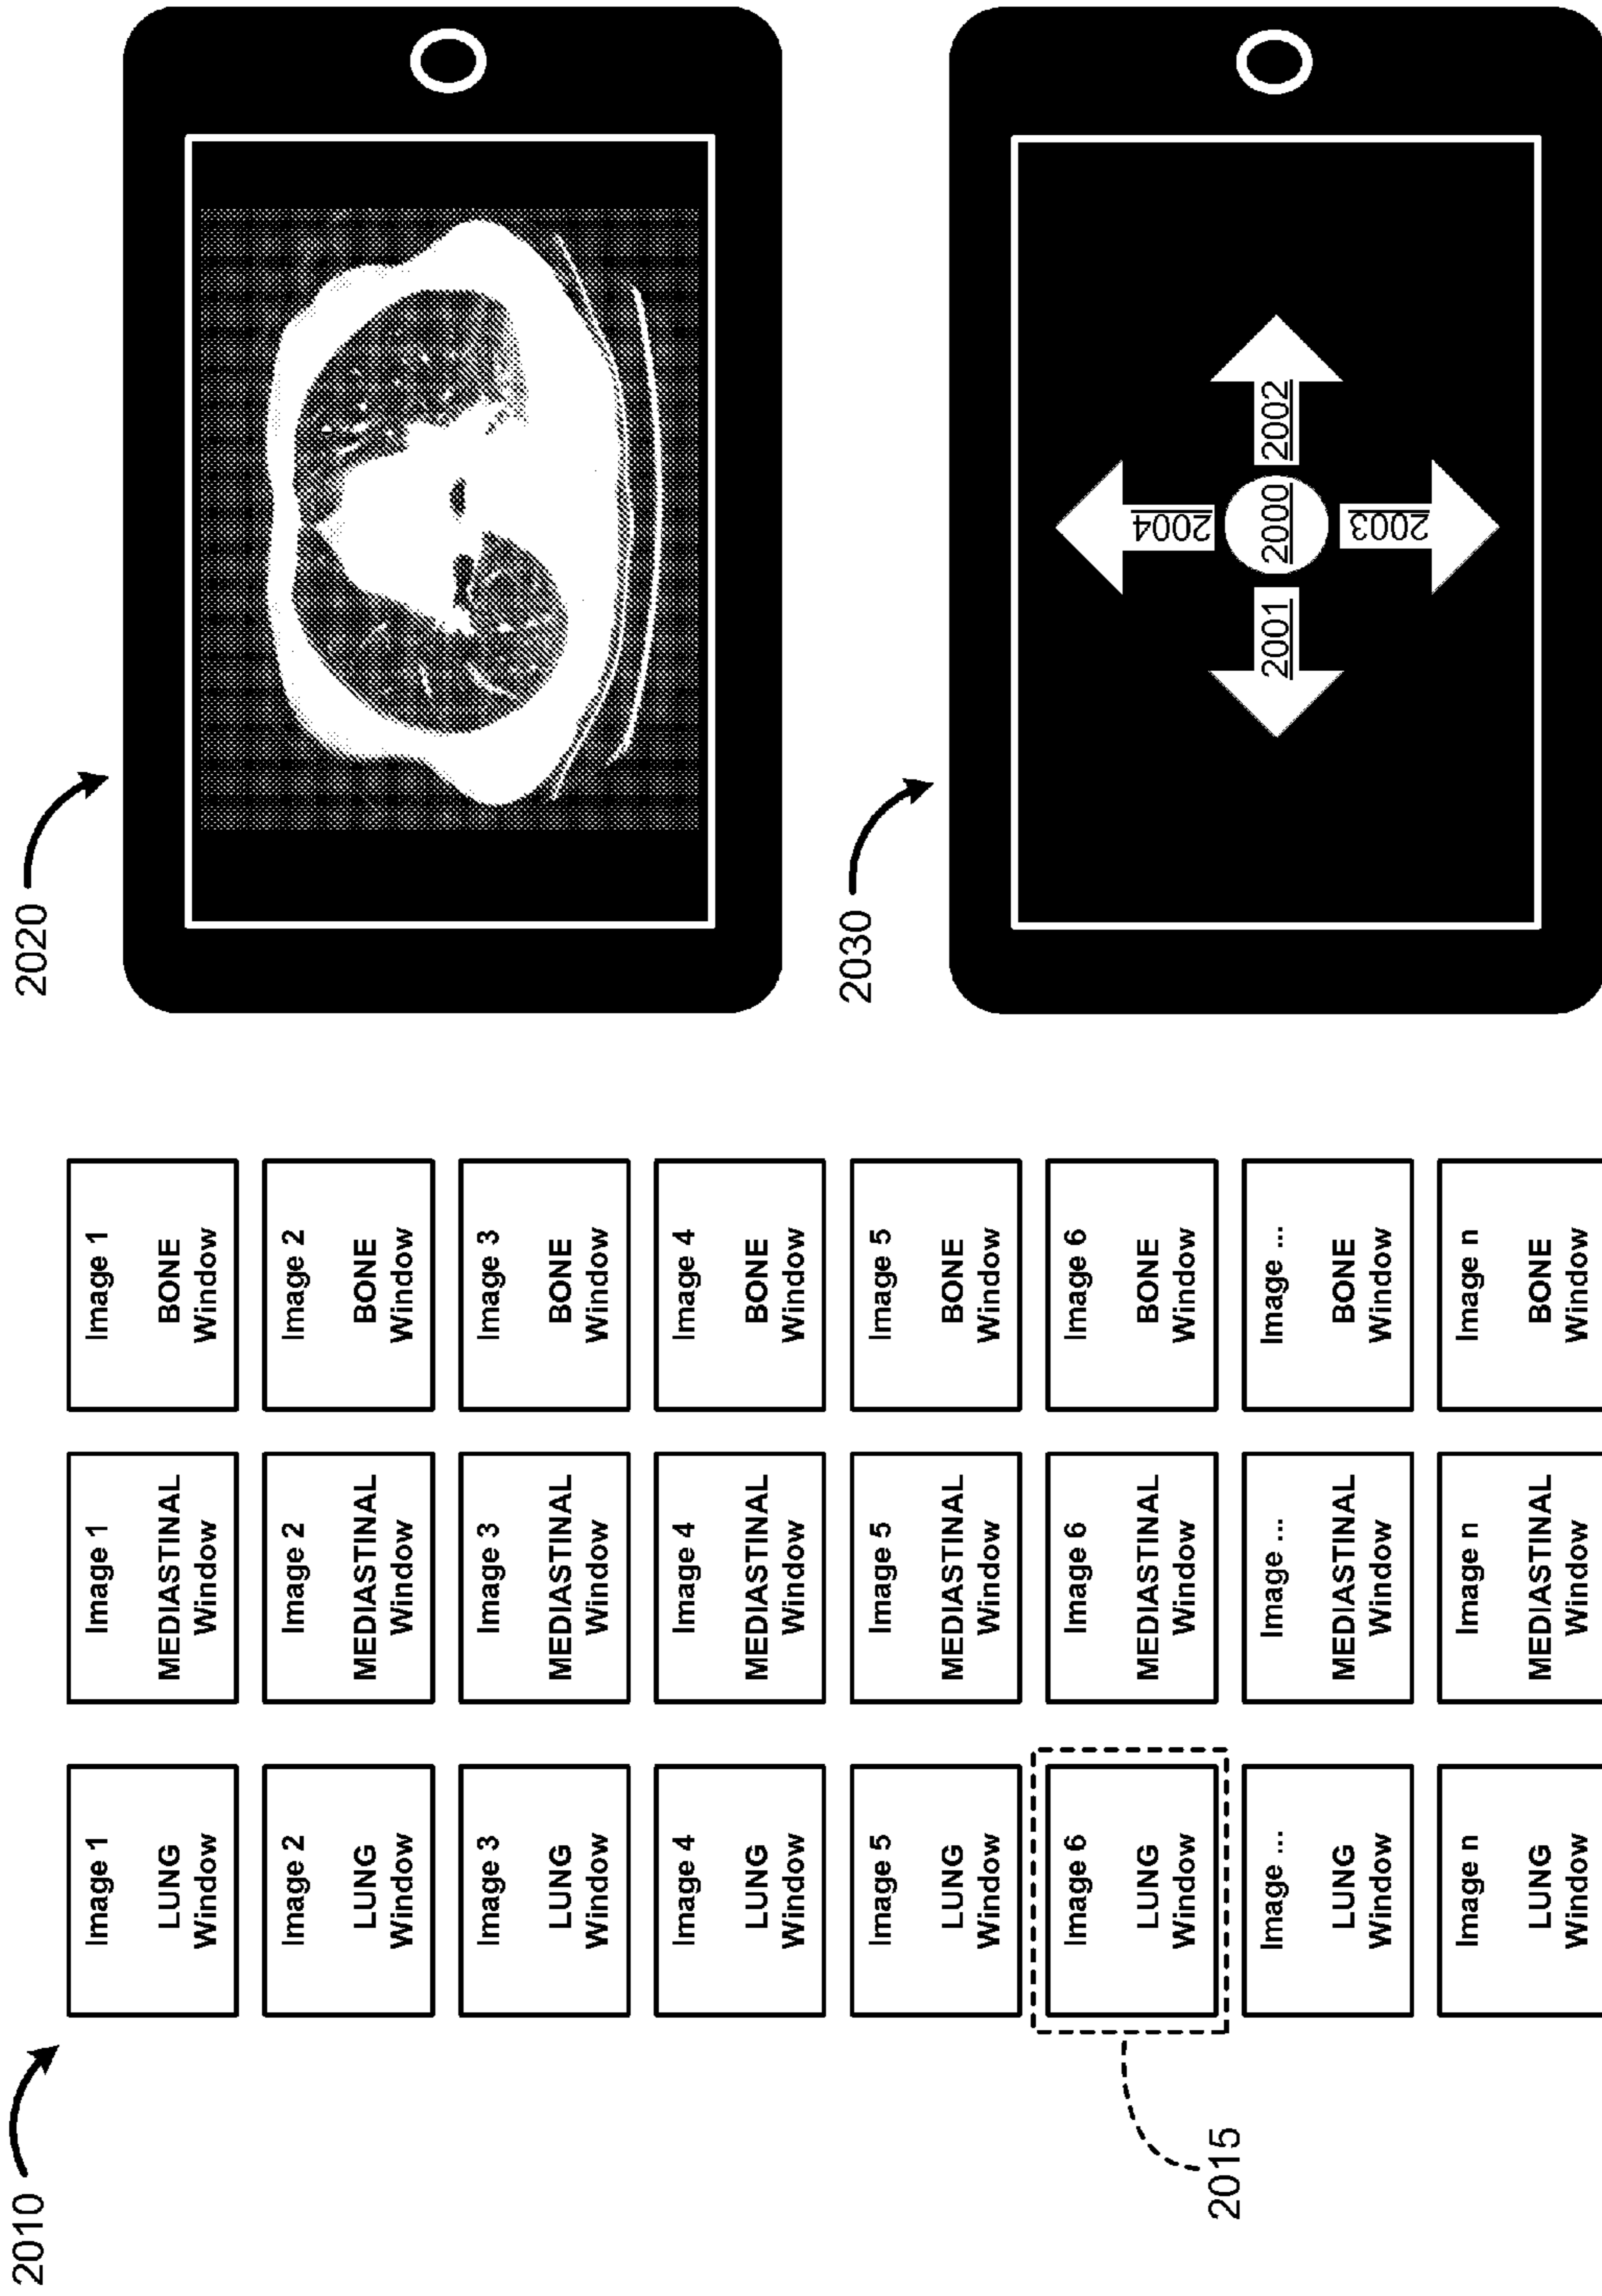 2010
Image 1
LUNG
Window
Image 1
MEDIASTINAL
Window
Image 1
BONE
Window
Image 2
LUNG
Window
Image 2
MEDIASTINAL
Window
Image 2
BONE
Window
Image 3
LUNG
Window
Image 3
MEDIASTINAL
Window
Image 3
BONE
Window
Image 4
LUNG
Window
Image 4
MEDIASTINAL
Window
Image 4
BONE
Window
Image 5
LUNG
Window
Image 5
MEDIASTINAL
Window
Image 5
BONE
Window
2015
Image 6
LUNG
Window
Image 6
MEDIASTINAL
Window
Image 6
BONE
Window
Image ...
LUNG
Window
Image ...
MEDIASTINAL
Window
Image ...
BONE
Window
Image n
LUNG
Window
Image n
MEDIASTINAL
Window
Image n
BONE
Window
2020
2030
2001
2003
2000
2004
2002